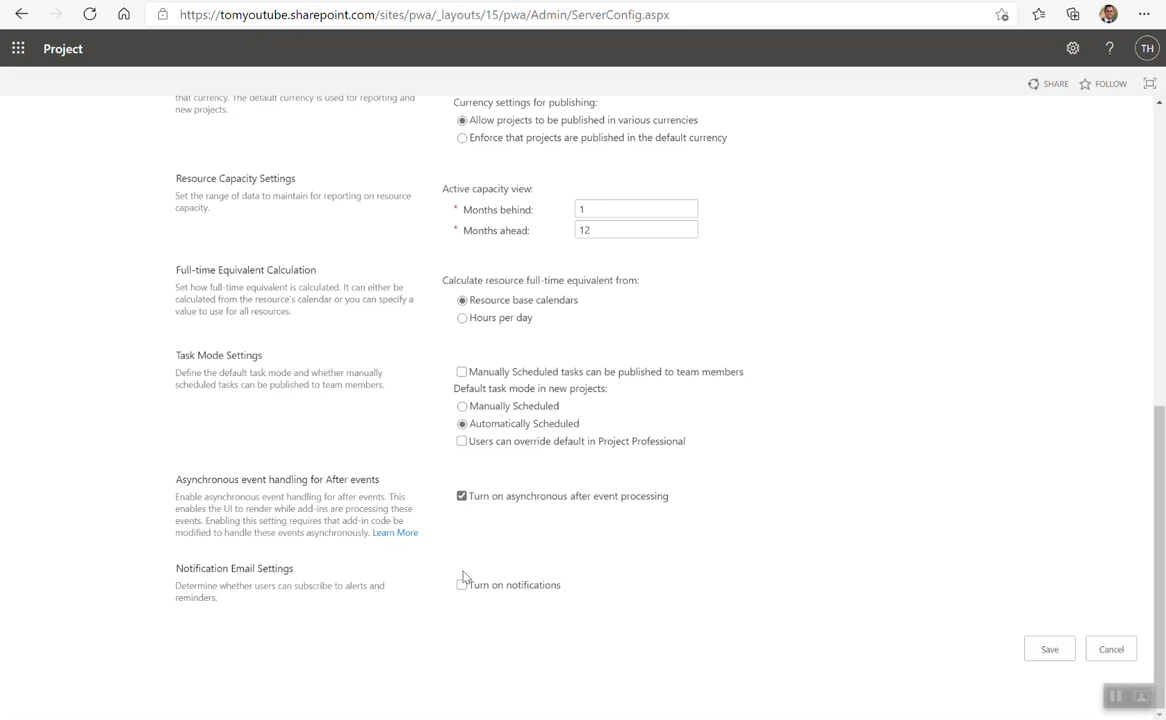 https://tomyoutube.sharepoint.com/sites/pwa/_layouts/15/pwa/Admin/ServerConfig.aspx
Project
TH
SHARE
FOLLOW
that currency. The default currency is used for reporting and
new projects.
Currency settings for publishing:
Allow projects to be published in various currencies
Enforce that projects are published in the default currency
Resource Capacity Settings
Set the range of data to maintain for reporting on resource
capacity.
Active capacity view:
* Months behind: 1
* Months ahead: 12
Full-time Equivalent Calculation
Set how full-time equivalent is calculated. It can either be
calculated from the resource's calendar or you can specify a
value to use for all resources.
Calculate resource full-time equivalent from:
Resource base calendars
Hours per day
Task Mode Settings
Define the default task mode and whether manually
scheduled tasks can be published to team members.
Manually Scheduled tasks can be published to team members
Default task mode in new projects:
Manually Scheduled
Automatically Scheduled
Users can override default in Project Professional
Asynchronous event handling for After events
Enable asynchronous event handling for after events. This
enables the UI to render while add-ins are processing these
events. Enabling this setting requires that add-in code be
modified to handle these events asynchronously. Learn More
Turn on asynchronous after event processing
Notification Email Settings
Determine whether users can subscribe to alerts and
reminders.
Turn on notifications
Save
Cancel